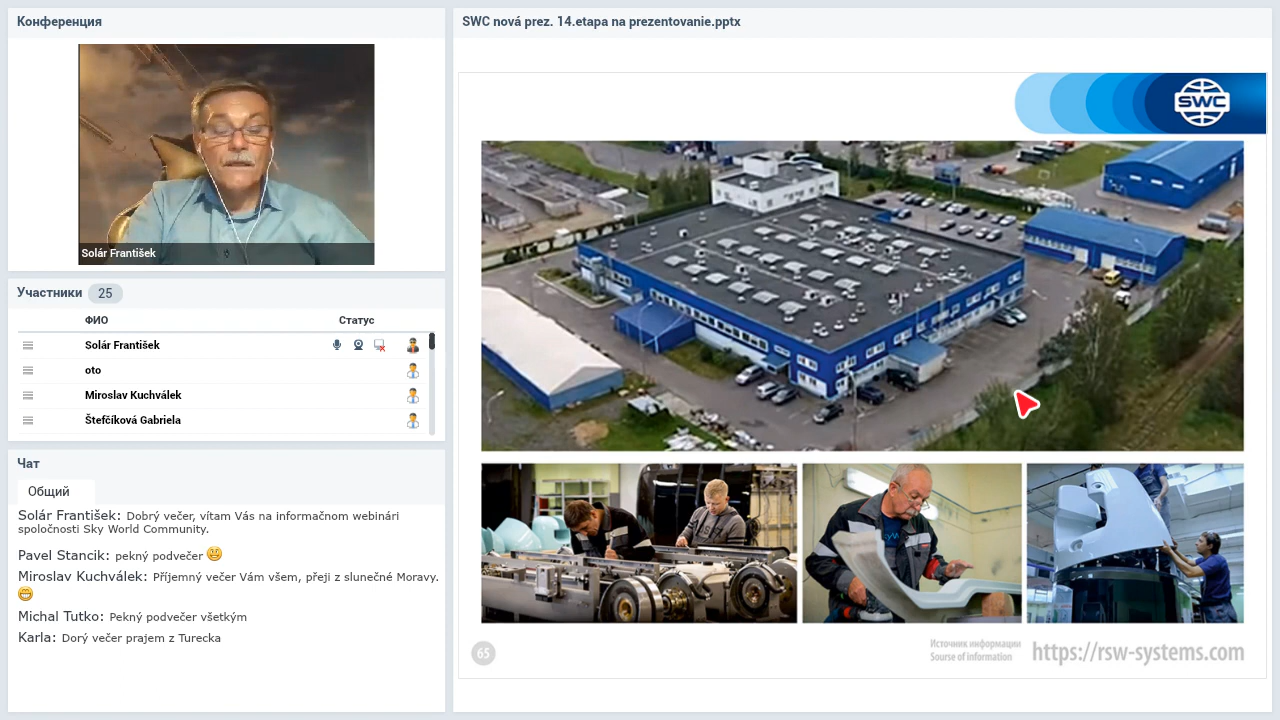 Конференция
Solár František
Участники 25
ФИО Статус
Solár František
oto
Miroslav Kuchválek
Štefčíková Gabriela
Чат
Общий
Solár František: Dobrý večer, vítam Vás na informačnom webinári
spoločnosti Sky World Community.
Pavel Stancik: pekný podvečer
Miroslav Kuchválek: Příjemný večer Vám všem, přeji z slunečné Moravy.
Michal Tutko: Pekný podvečer všetkým
Karla: Dorý večer prajem z Turecka
SWC nová prez. 14.etapa na prezentovanie.pptx
SWC
65
Источник информации
Sourse of information
https://rsw-systems.com